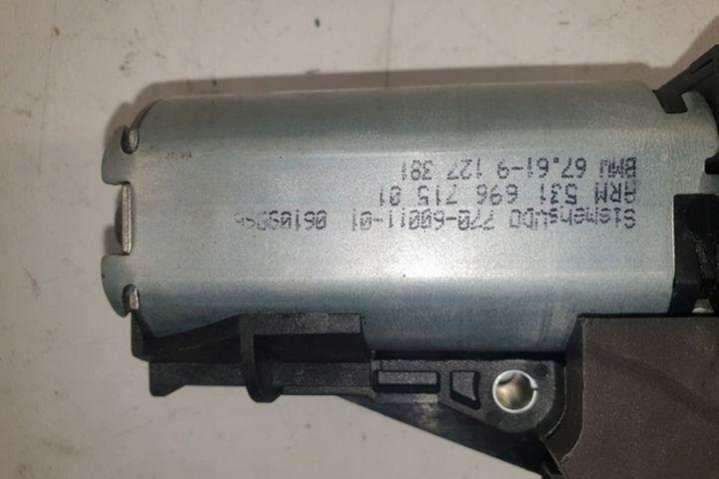 SiemensVDO 770-60011-01
ARM 531 696 715 01
BMW 67.61-9 127 381